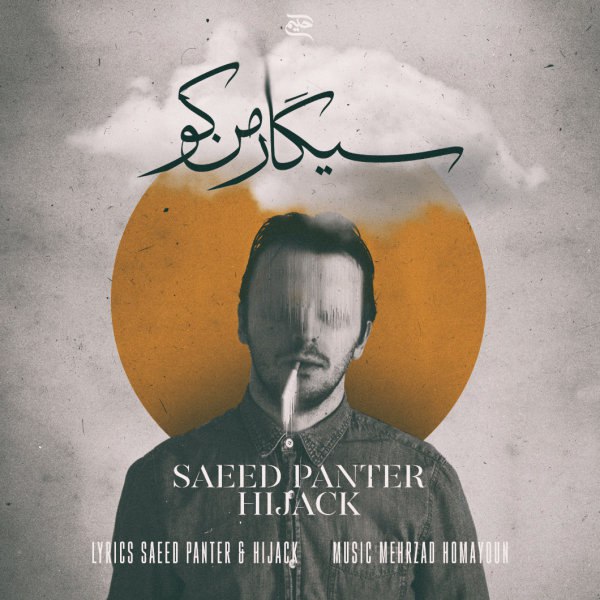 سیگار من کو
SAEED PANTER
HIJACK
LYRICS SAEED PANTER & HIJACK MUSIC MEHRZAD HOMAYOUN